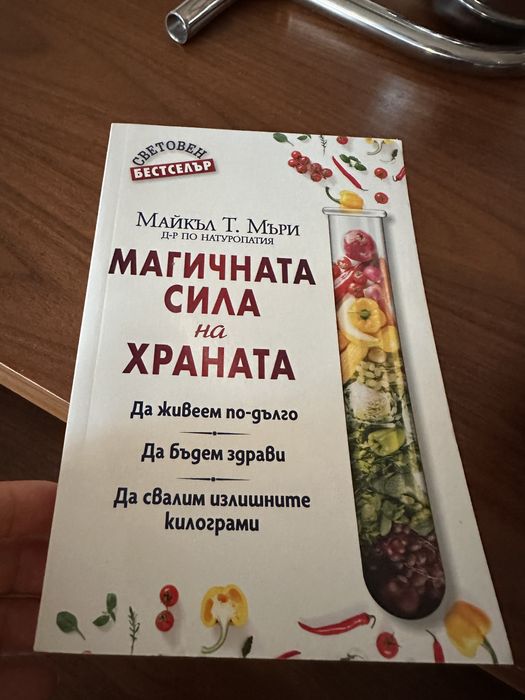 СВЕТОВЕН
БЕСТСЕЛЪР
МАЙКЪЛ Т. МЪРИ
Д-Р ПО НАТУРОПАТИЯ
МАГИЧНАТА
СИЛА
на
ХРАНАТА
Да живеем по-дълго
Да бъдем здрави
Да свалим излишните
килограми